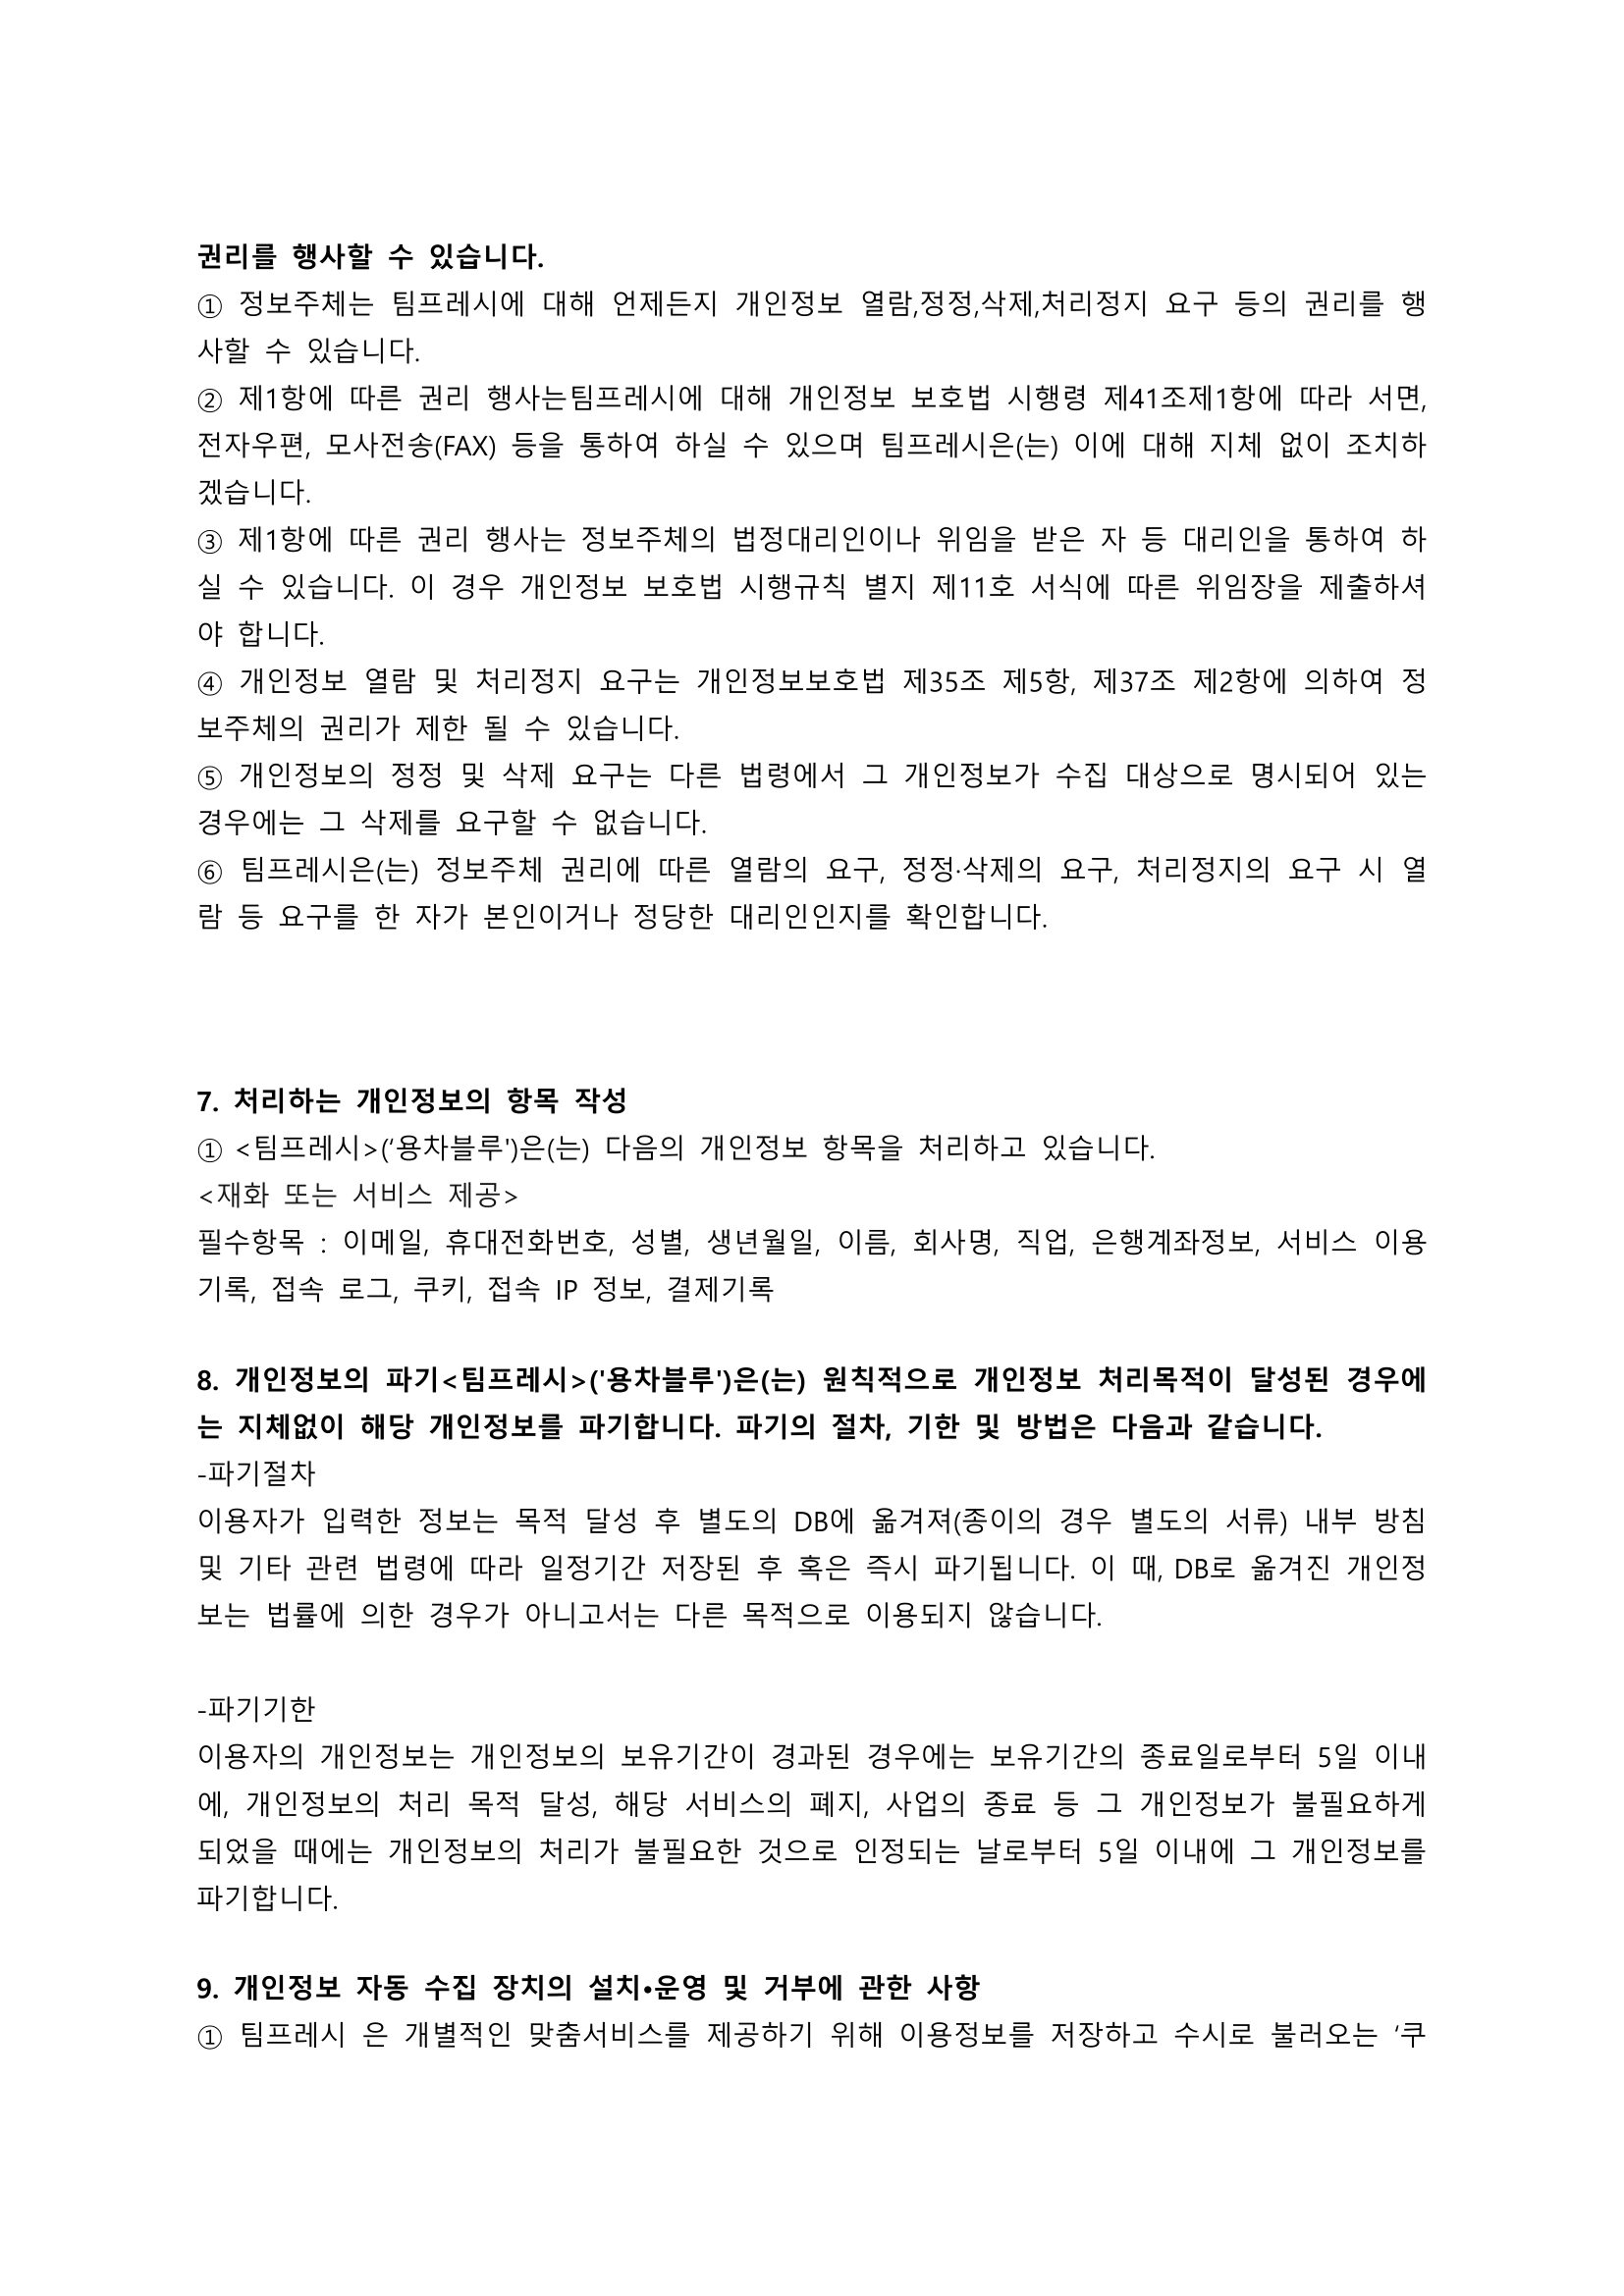 권리를 행사할 수 있습니다.
① 정보주체는 팀프레시에 대해 언제든지 개인정보 열람,정정,삭제,처리정지 요구 등의 권리를 행
사할 수 있습니다.
② 제1항에 따른 권리 행사는팀프레시에 대해 개인정보 보호법 시행령 제41조제1항에 따라 서면,
전자우편, 모사전송(FAX) 등을 통하여 하실 수 있으며 팀프레시은(는) 이에 대해 지체 없이 조치하
겠습니다.
③ 제1항에 따른 권리 행사는 정보주체의 법정대리인이나 위임을 받은 자 등 대리인을 통하여 하
실 수 있습니다. 이 경우 개인정보 보호법 시행규칙 별지 제11호 서식에 따른 위임장을 제출하셔
야 합니다.
④ 개인정보 열람 및 처리정지 요구는 개인정보보호법 제35조 제5항, 제37조 제2항에 의하여 정
보주체의 권리가 제한 될 수 있습니다.
⑤ 개인정보의 정정 및 삭제 요구는 다른 법령에서 그 개인정보가 수집 대상으로 명시되어 있는
경우에는 그 삭제를 요구할 수 없습니다.
⑥ 팀프레시은(는) 정보주체 권리에 따른 열람의 요구, 정정·삭제의 요구, 처리정지의 요구 시 열
람 등 요구를 한 자가 본인이거나 정당한 대리인인지를 확인합니다.
7. 처리하는 개인정보의 항목 작성
① <팀프레시>(‘용차블루')은(는) 다음의 개인정보 항목을 처리하고 있습니다.
<재화 또는 서비스 제공>
필수항목 : 이메일, 휴대전화번호, 성별, 생년월일, 이름, 회사명, 직업, 은행계좌정보, 서비스 이용
기록, 접속 로그, 쿠키, 접속 IP 정보, 결제기록
8. 개인정보의 파기<팀프레시>('용차블루')은(는) 원칙적으로 개인정보 처리목적이 달성된 경우에
는 지체없이 해당 개인정보를 파기합니다. 파기의 절차, 기한 및 방법은 다음과 같습니다.
-파기절차
이용자가 입력한 정보는 목적 달성 후 별도의 DB에 옮겨져(종이의 경우 별도의 서류) 내부 방침
및 기타 관련 법령에 따라 일정기간 저장된 후 혹은 즉시 파기됩니다. 이 때, DB로 옮겨진 개인정
보는 법률에 의한 경우가 아니고서는 다른 목적으로 이용되지 않습니다.
-파기기한
이용자의 개인정보는 개인정보의 보유기간이 경과된 경우에는 보유기간의 종료일로부터 5일 이내
에, 개인정보의 처리 목적 달성, 해당 서비스의 폐지, 사업의 종료 등 그 개인정보가 불필요하게
되었을 때에는 개인정보의 처리가 불필요한 것으로 인정되는 날로부터 5일 이내에 그 개인정보를
파기합니다.
9. 개인정보 자동 수집 장치의 설치•운영 및 거부에 관한 사항
① 팀프레시 은 개별적인 맞춤서비스를 제공하기 위해 이용정보를 저장하고 수시로 불러오는 ‘쿠